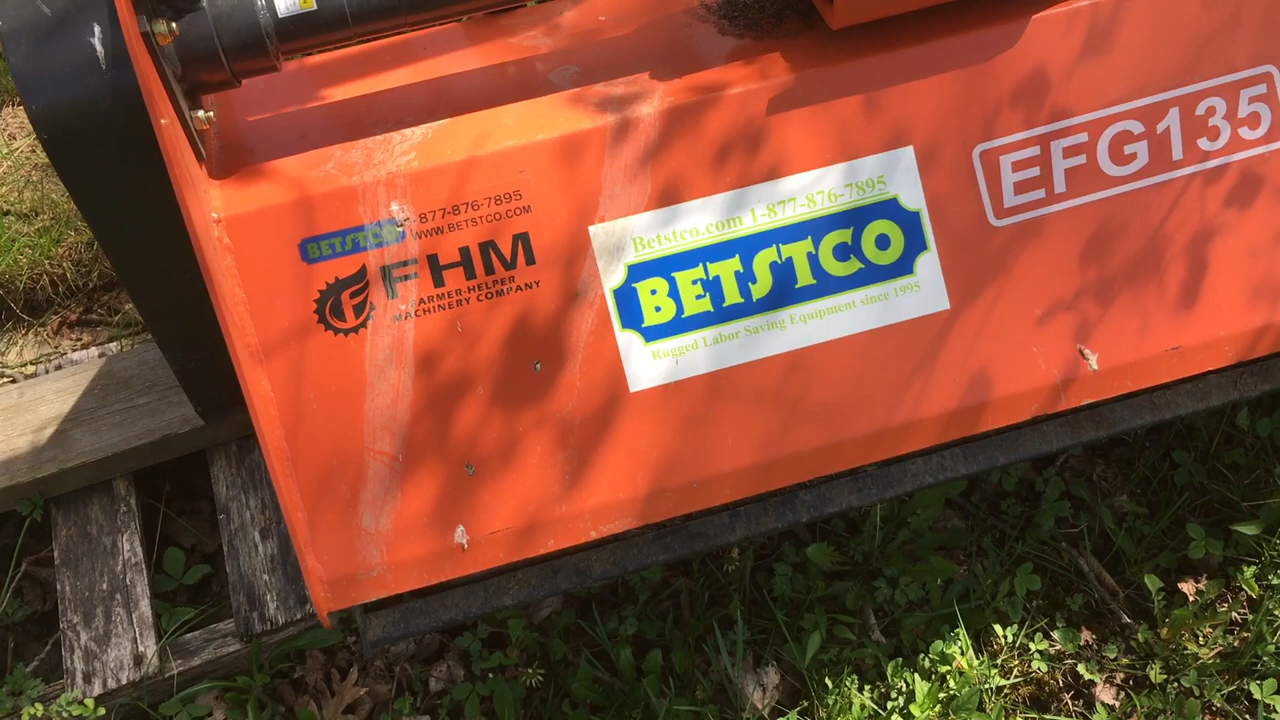 1-877-876-7895
WWW.BETSTCO.COM
BETSTCO
FHM
FARMER-HELPER
MACHINERY COMPANY
Betstco.com 1-877-876-7895
BETSTCO
Rugged Labor Saving Equipment since 1995
EFG135